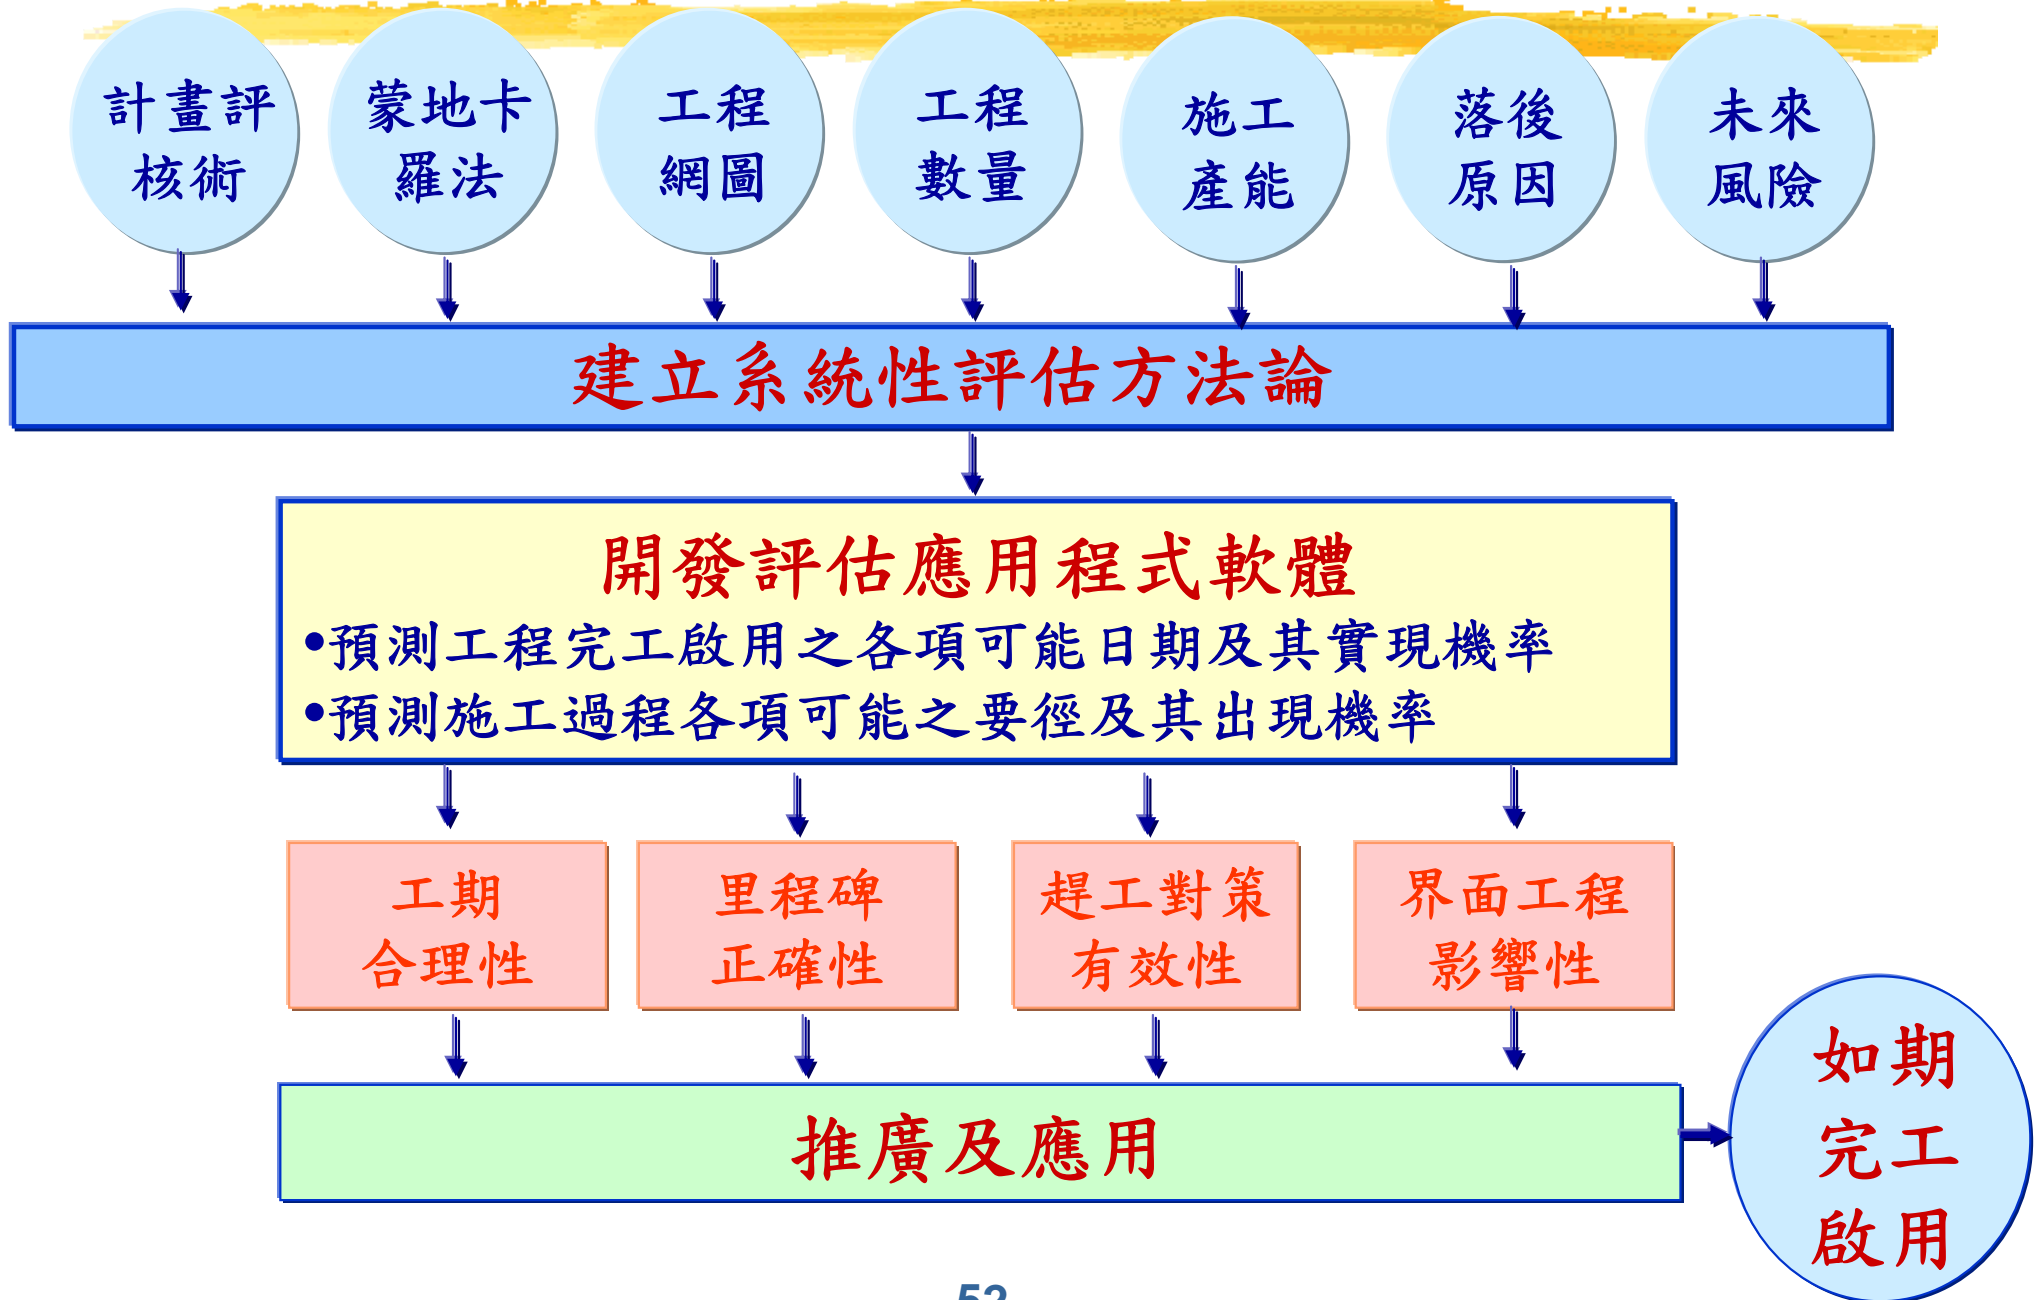 計畫評
核術
蒙地卡
羅法
工程
網圖
工程
數量
施工
產能
落後
原因
未來
風險
建立系統性評估方法論
開發評估應用程式軟體
•預測工程完工啟用之各項可能日期及其實現機率
•預測施工過程各項可能之要徑及其出現機率
工期
合理性
里程碑
正確性
趕工對策
有效性
界面工程
影響性
推廣及應用
如期
完工
啟用
52